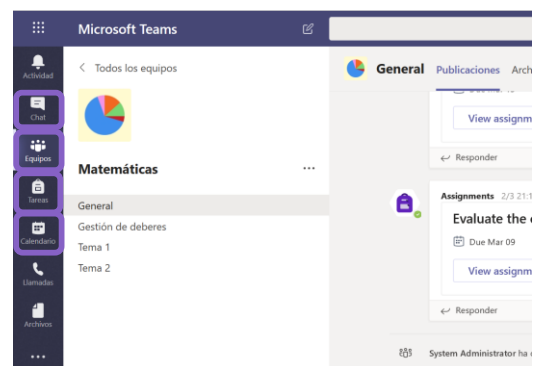 Microsoft Teams
Actividad
Chat
Equipos
Tareas
Calendario
Llamadas
Archivos
Todos los equipos
Matemáticas
General
Gestión de deberes
Tema 1
Tema 2
General Publicaciones Arch
View assignm
Responder
Assignments 2/3 21:1
Evaluate the
Due Mar 09
View assignm
Responder
System Administrator ha